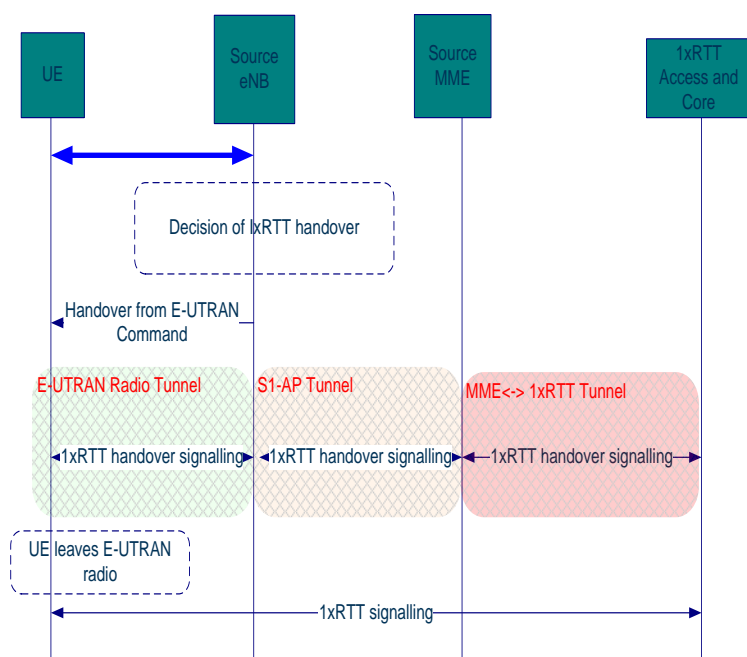 UE
Source
eNB
Source
MME
1xRTT
Access and
Core
Decision of IxRTT handover
Handover from E-UTRAN
Command
E-UTRAN Radio Tunnel
S1-AP Tunnel
MME<-> 1xRTT Tunnel
1xRTT handover signalling
1xRTT handover signalling
1xRTT handover signalling
UE leaves E-UTRAN
radio
1xRTT signalling